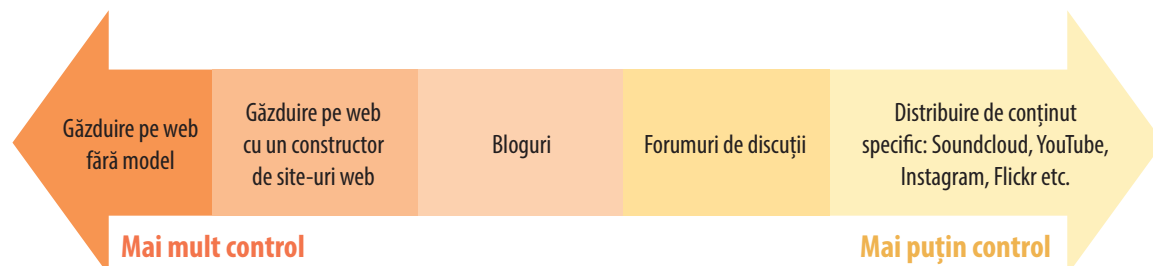 Găzduire pe web
fără model
Găzduire pe web
cu un constructor
de site-uri web
Bloguri
Forumuri de discuții
Distribuire de conținut
specific: Soundcloud, YouTube,
Instagram, Flickr etc.
Mai mult control
Mai puțin control